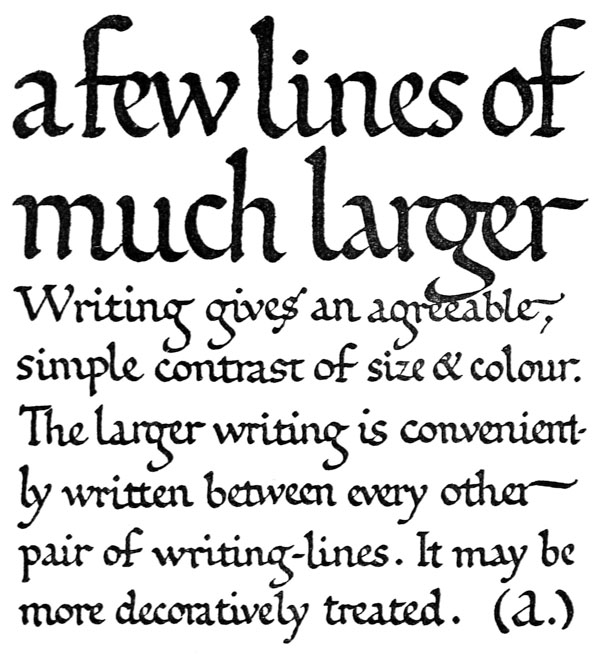 a few lines of
much larger
Writing gives an agreeable,
simple contrast of size & colour.
The larger writing is convenient-
ly written between every other
pair of writing-lines. It may be
more decoratively treated. (a.)